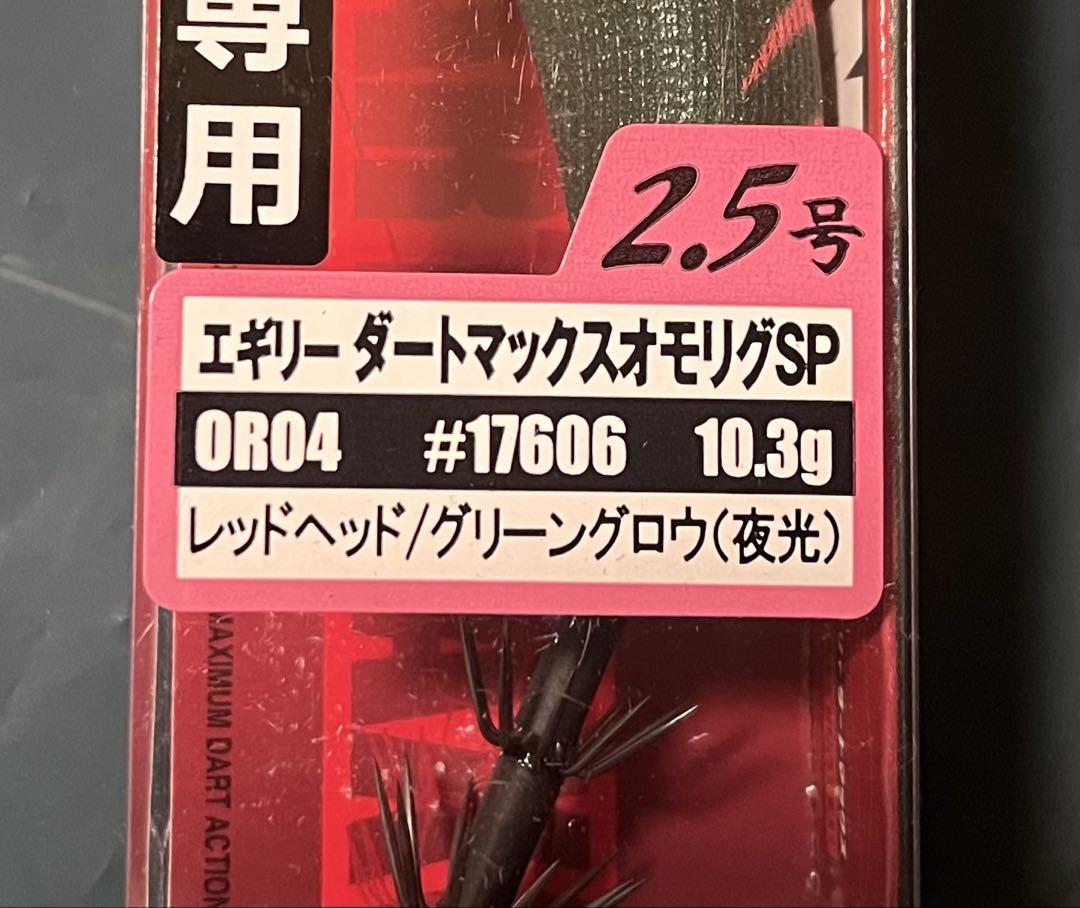 専用
2.5号
エギリー ダートマックスオモリグSP
OR04 #17606 10.3g
レッドヘッド/グリーングロウ(夜光)
MAXIMUM DART ACTION